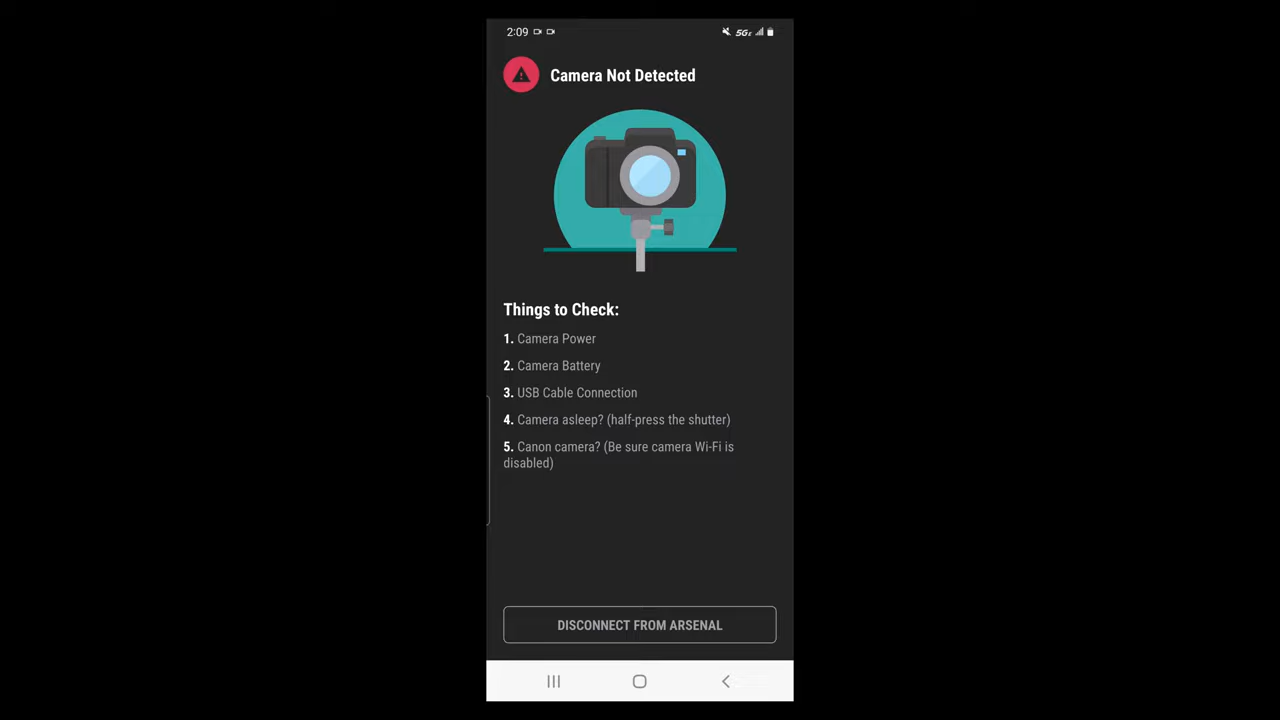 2:09
5GE
Camera Not Detected
Things to Check:
1. Camera Power
2. Camera Battery
3. USB Cable Connection
4. Camera asleep? (half-press the shutter)
5. Canon camera? (Be sure camera Wi-Fi is
disabled)
DISCONNECT FROM ARSENAL